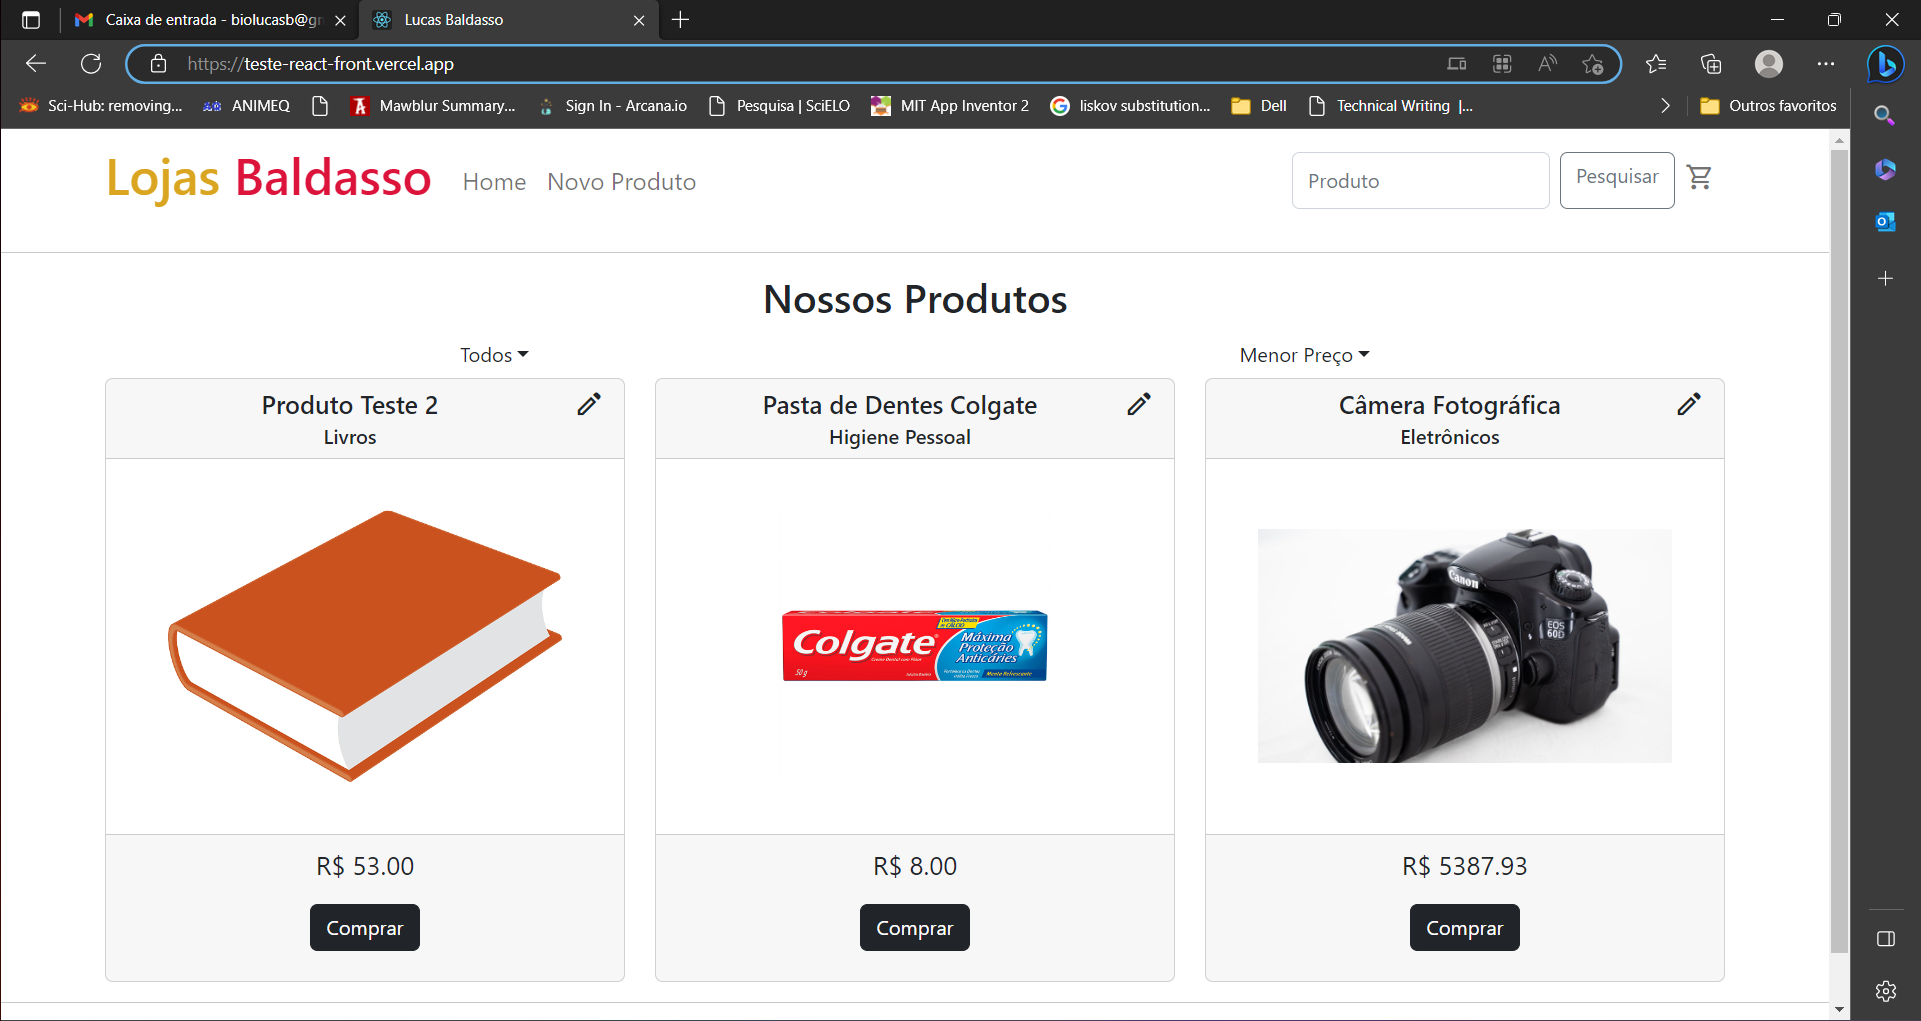 Caixa de entrada - biolucasb@gm
Lucas Baldasso
https://teste-react-front.vercel.app
Sci-Hub: removing...
ANIMEQ
Mawblur Summary...
Sign In - Arcana.io
Pesquisa | SciELO
MIT App Inventor 2
liskov substitution...
Dell
Technical Writing |...
Outros favoritos
Lojas Baldasso
Home
Novo Produto
Produto
Pesquisar
Nossos Produtos
Todos
Menor Preço
Produto Teste 2
Livros
R$ 53.00
Comprar
Pasta de Dentes Colgate
Higiene Pessoal
Colgate
Máxima
Proteção
Anticáries
50 g
Menta Refrescante
R$ 8.00
Comprar
Câmera Fotográfica
Eletrônicos
Canon
EOS
60D
R$ 5387.93
Comprar